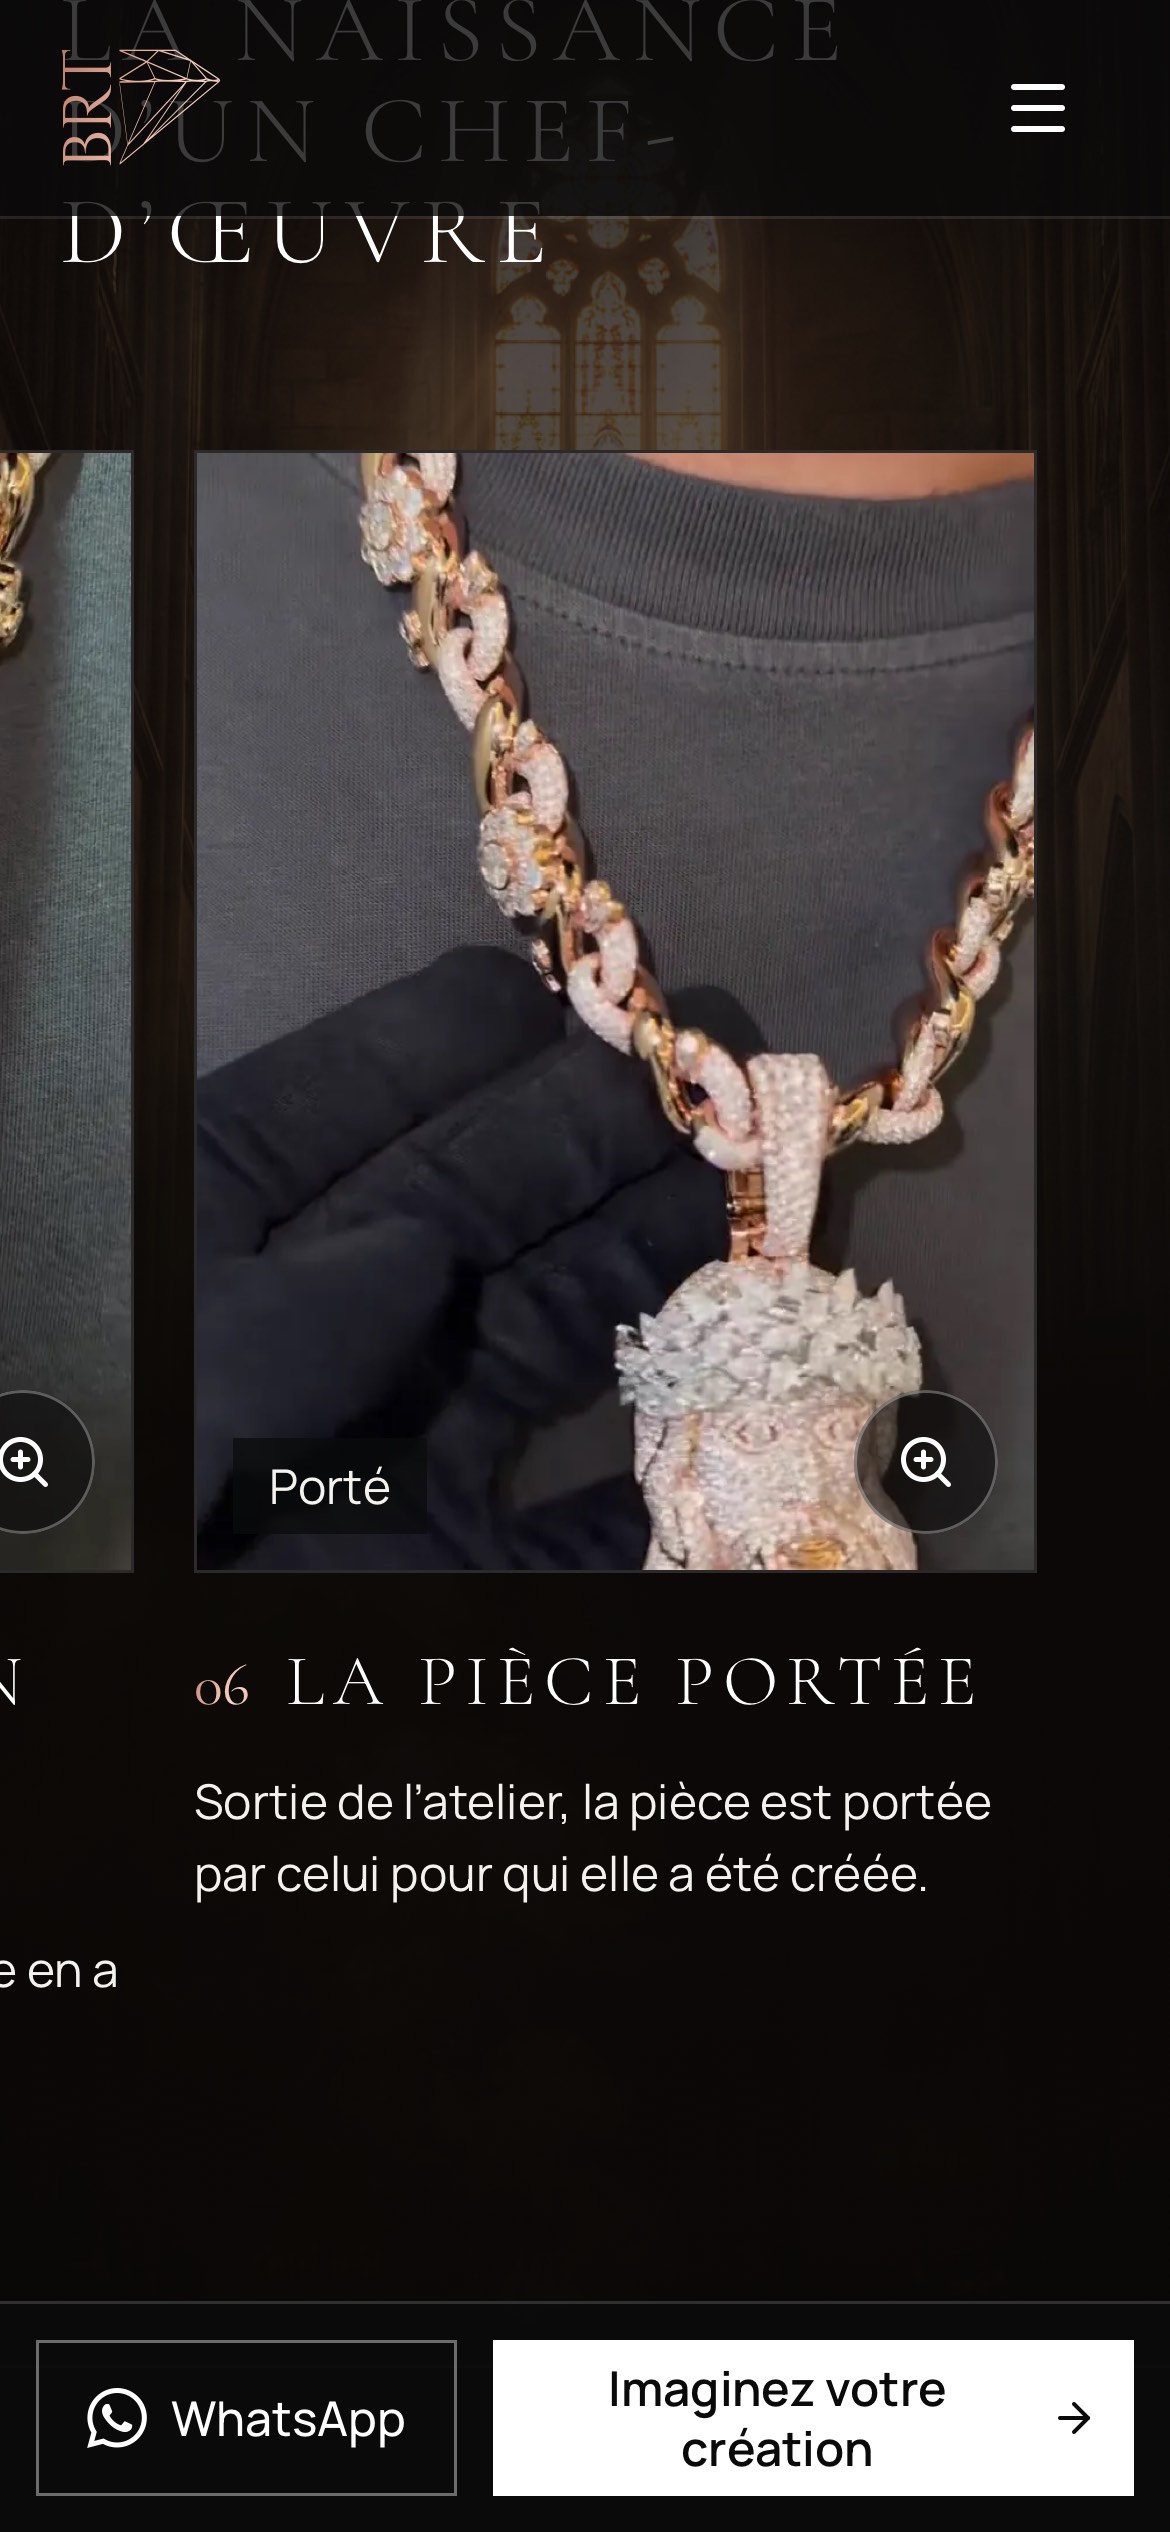 LA NAISSANCE
D’UN CHEF-
D’ŒUVRE
BRT
Porté
N
06 LA PIÈCE PORTÉE
Sortie de l’atelier, la pièce est portée
par celui pour qui elle a été créée.
e en a
WhatsApp
Imaginez votre
création